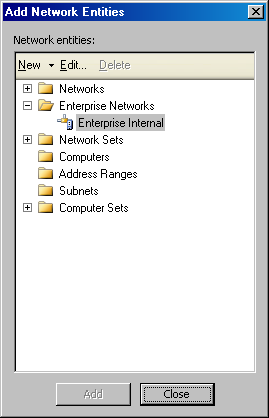 Add Network Entities
Network entities:
New Edit... Delete
Networks
Enterprise Networks
Enterprise Internal
Network Sets
Computers
Address Ranges
Subnets
Computer Sets
Add Close